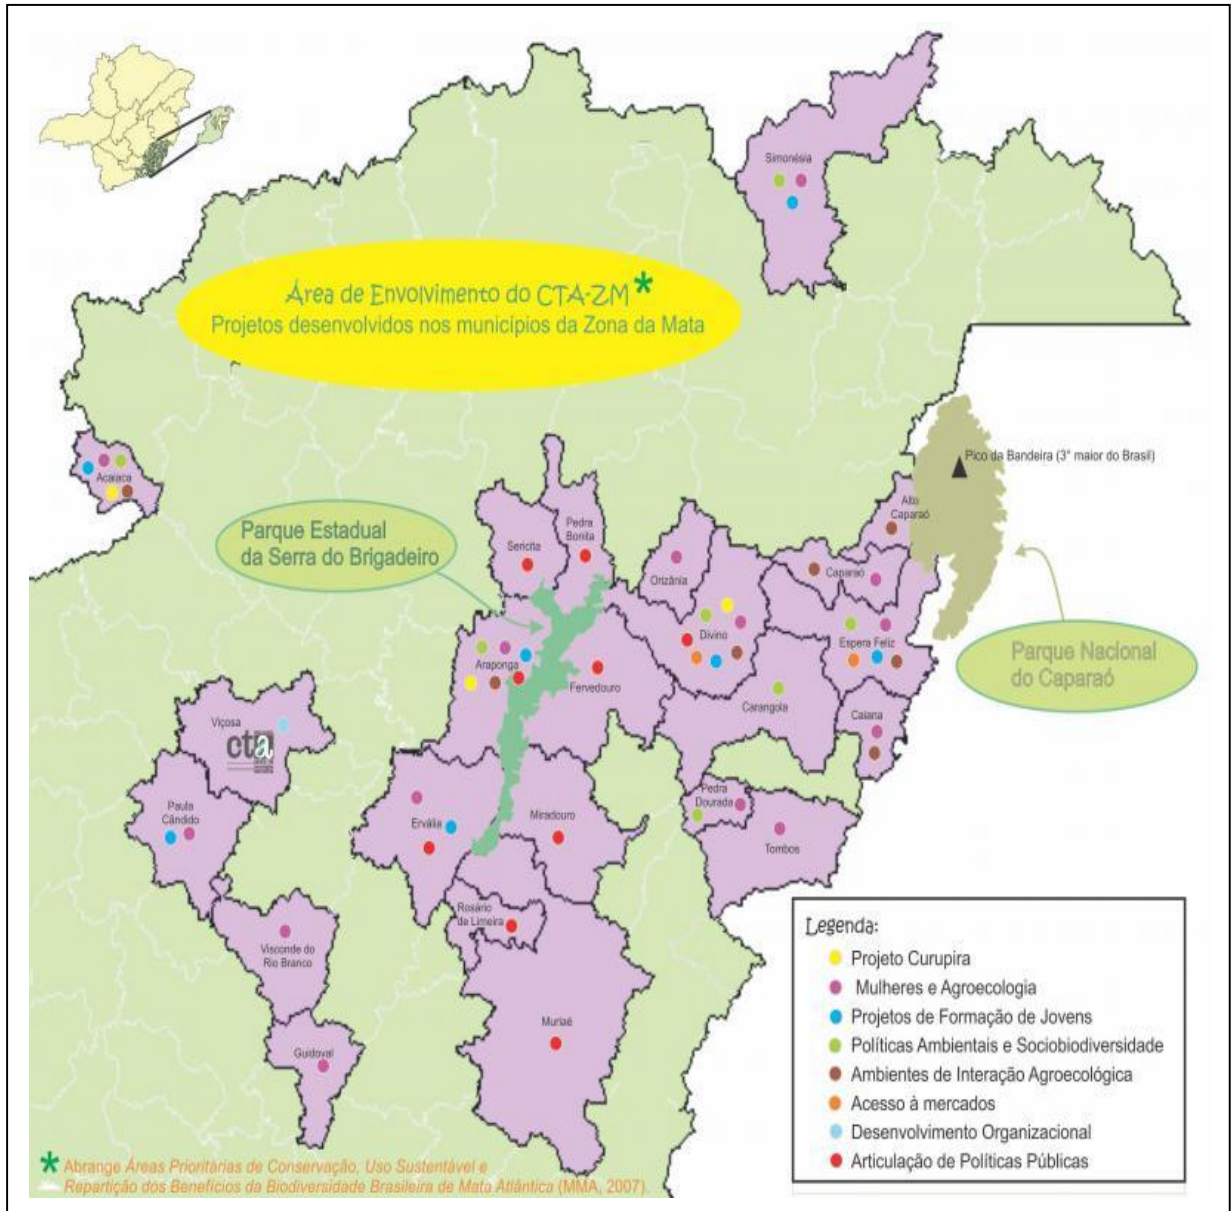 Simonésia
Área de Envolvimento do CTA-ZM*
Projetos desenvolvidos nos municípios da Zona da Mata
Pico da Bandeira (3° maior do Brasil)
Acaiaca
Alto
Caparaó
Parque Estadual
da Serra do Brigadeiro
Sericita
Pedra
Bonita
Orizânia
Caparaó
Divino
Espera Feliz
Parque Nacional
do Caparaó
Araponga
Fervedouro
Carangola
Caiana
Viçosa
cta
Paula
Cândido
Ervália
Miradouro
Pedra
Dourada
Tombos
Rosário
de Limeira
Visconde do
Rio Branco
Muriaé
Guidoval
Legenda:
Projeto Curupira
Mulheres e Agroecologia
Projetos de Formação de Jovens
Políticas Ambientais e Sociobiodiversidade
Ambientes de Interação Agroecológica
Acesso à mercados
Desenvolvimento Organizacional
Articulação de Políticas Públicas
* Abrange Áreas Prioritárias de Conservação, Uso Sustentável e
Repartição dos Benefícios da Biodiversidade Brasileira de Mata Atlântica (MMA, 2007).